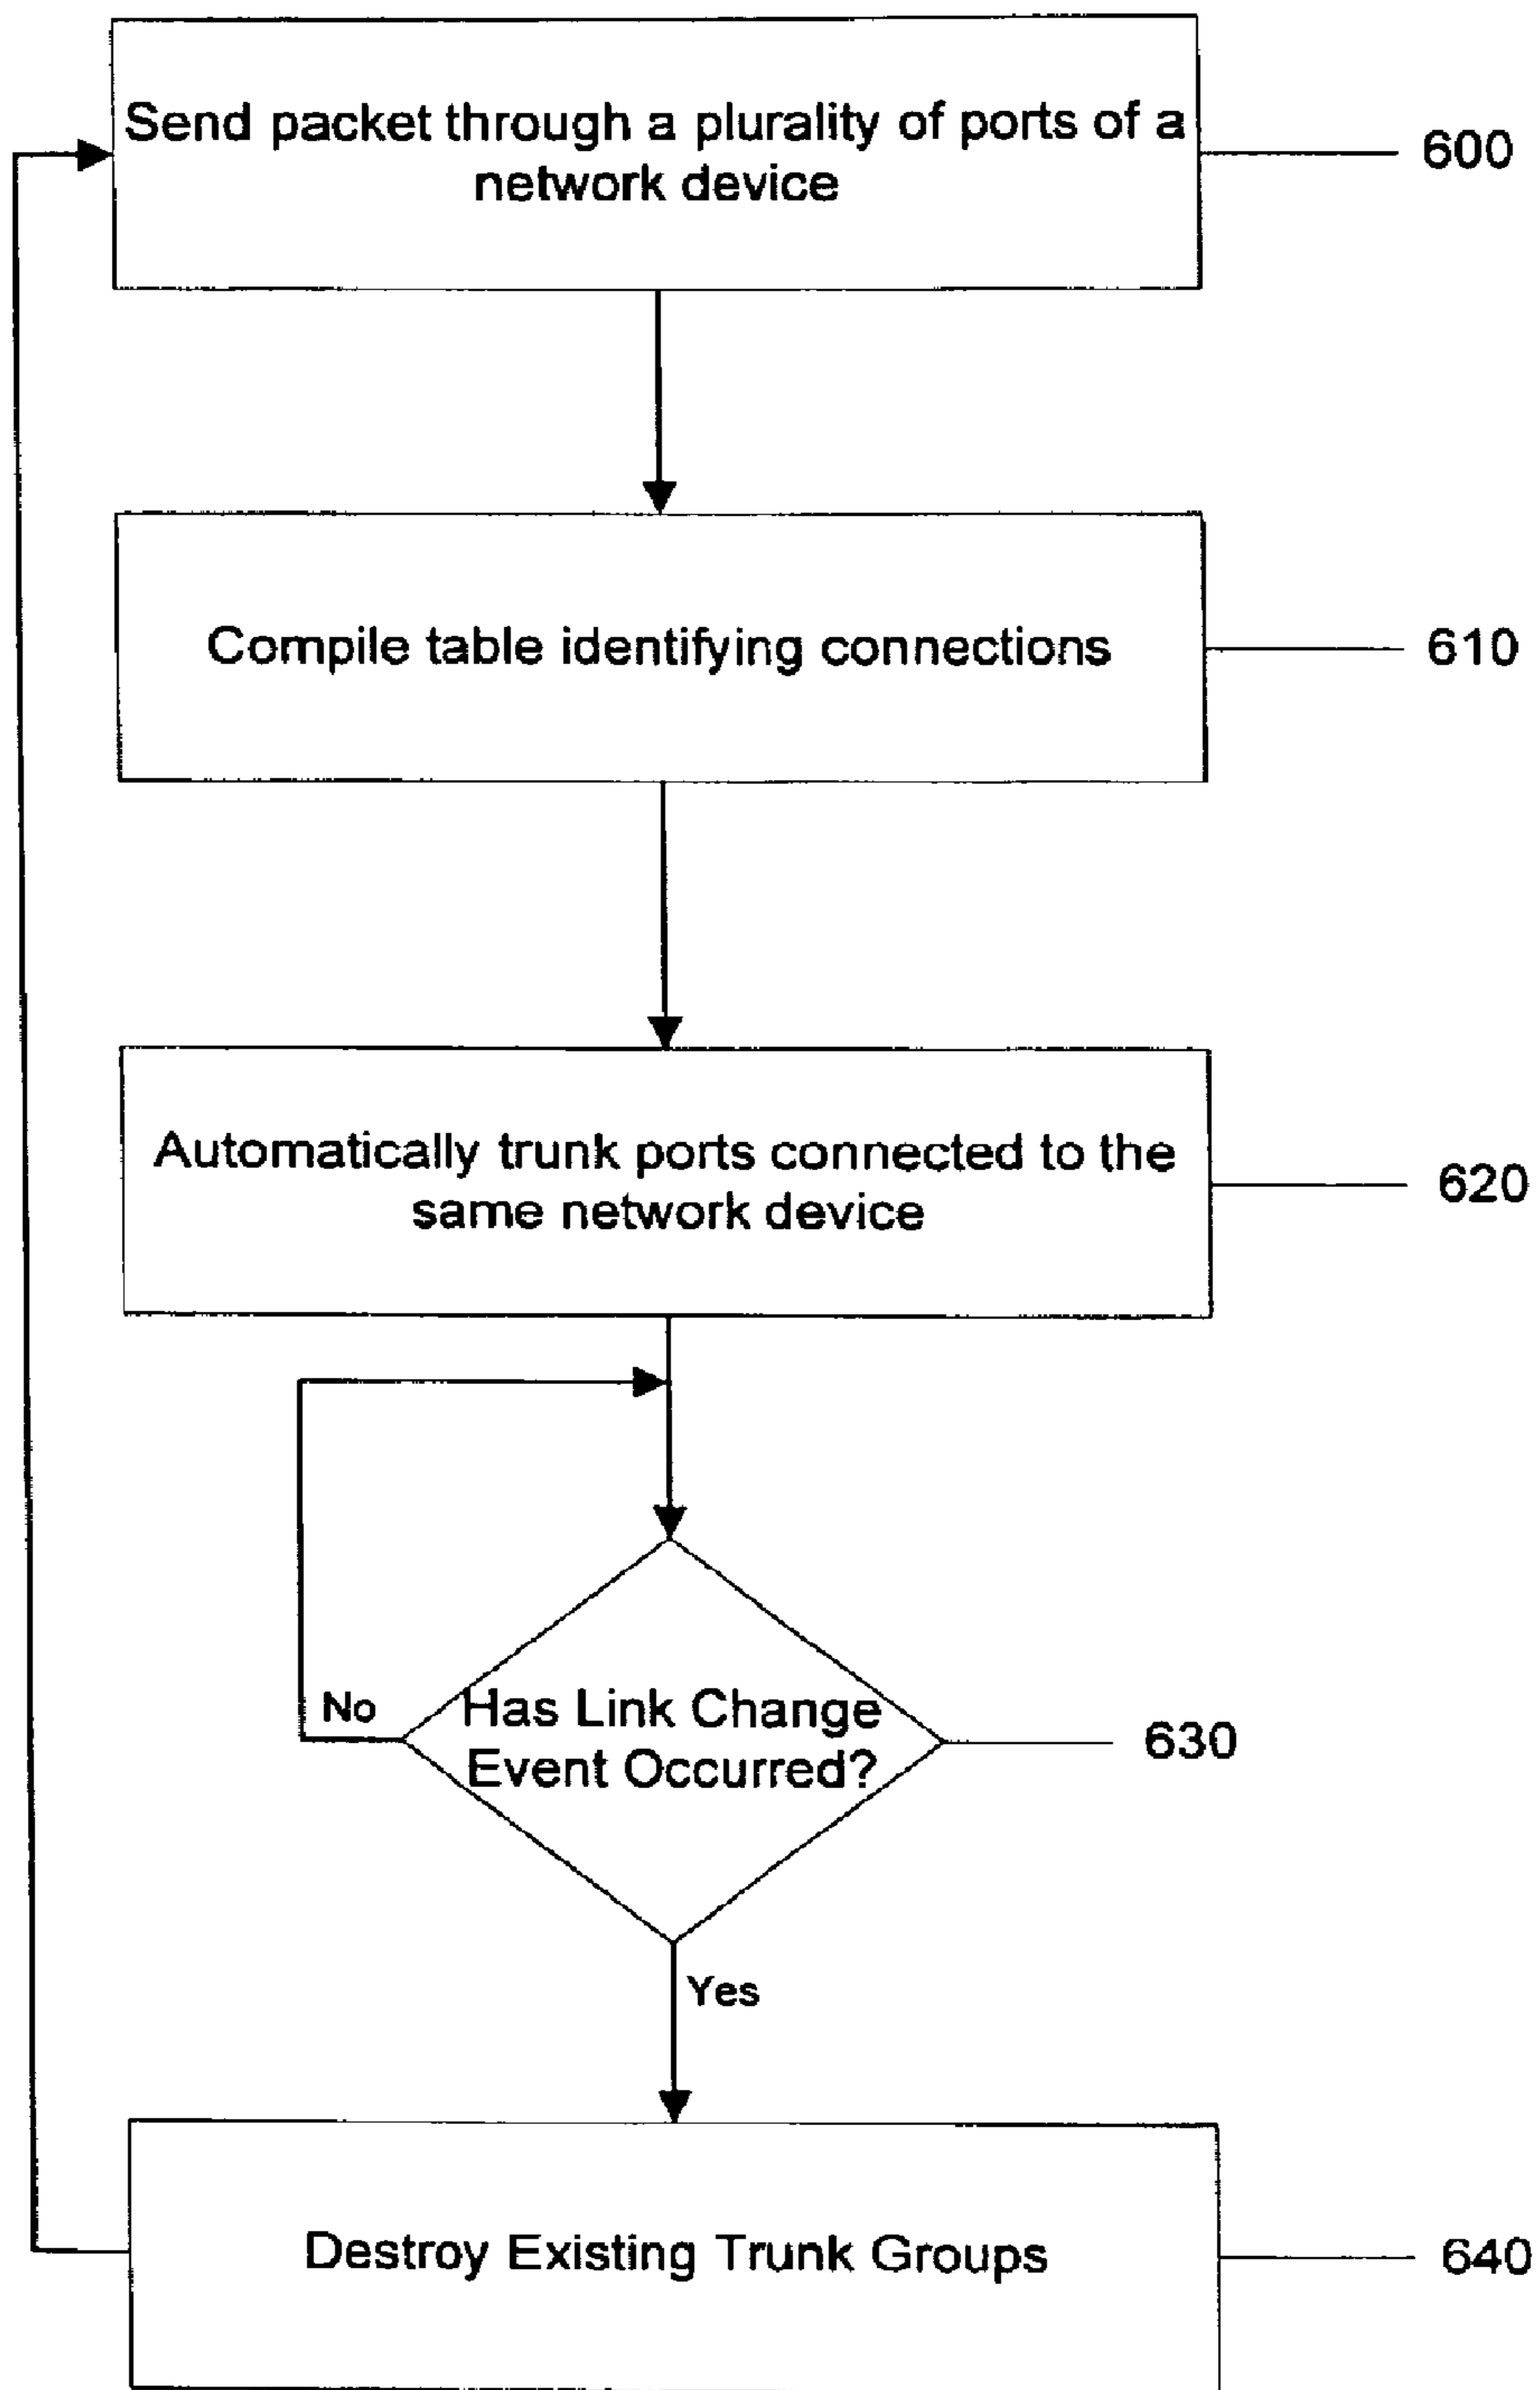 Send packet through a plurality of ports of a
network device
600
Compile table identifying connections
610
Automatically trunk ports connected to the
same network device
620
No
Has Link Change
Event Occurred?
630
Yes
Destroy Existing Trunk Groups
640